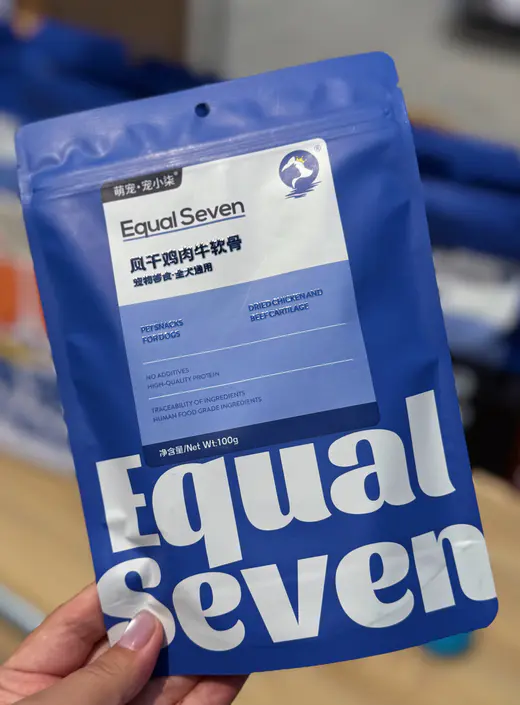 萌宠·宠小柒®
®
Equal Seven
风干鸡肉牛软骨
宠物零食·全犬通用
PET SNACKS
FOR DOGS
DRIED CHICKEN AND
BEEF CARTILAGE
NO ADDITIVES
HIGH-QUALITY PROTEIN
TRACEABILITY OF INGREDIENTS
HUMAN FOOD GRADE INGREDIENTS
净含量/Net Wt:100g
Equal
Seven